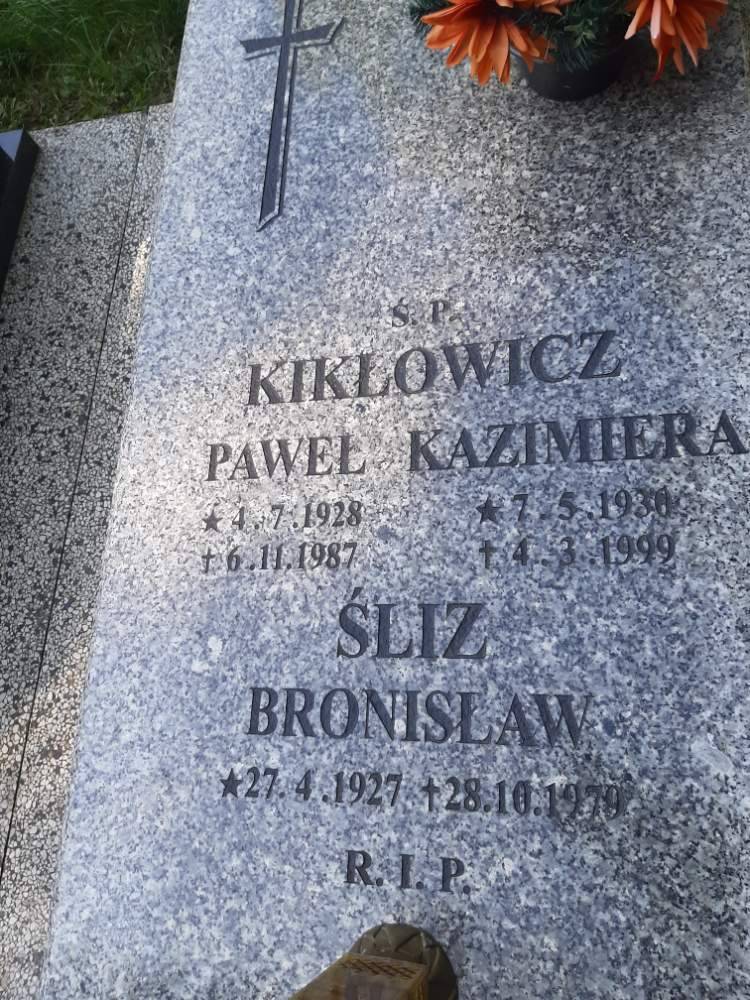 Ś. P.
KIKŁOWICZ
PAWEŁ KAZIMIERA
★ 4.7.1928 ★ 7.5.1930
† 6.11.1987 † 4.3.1999
ŚLIZ
BRONISŁAW
★ 27.4.1927 † 28.10.1979
R. I. P.